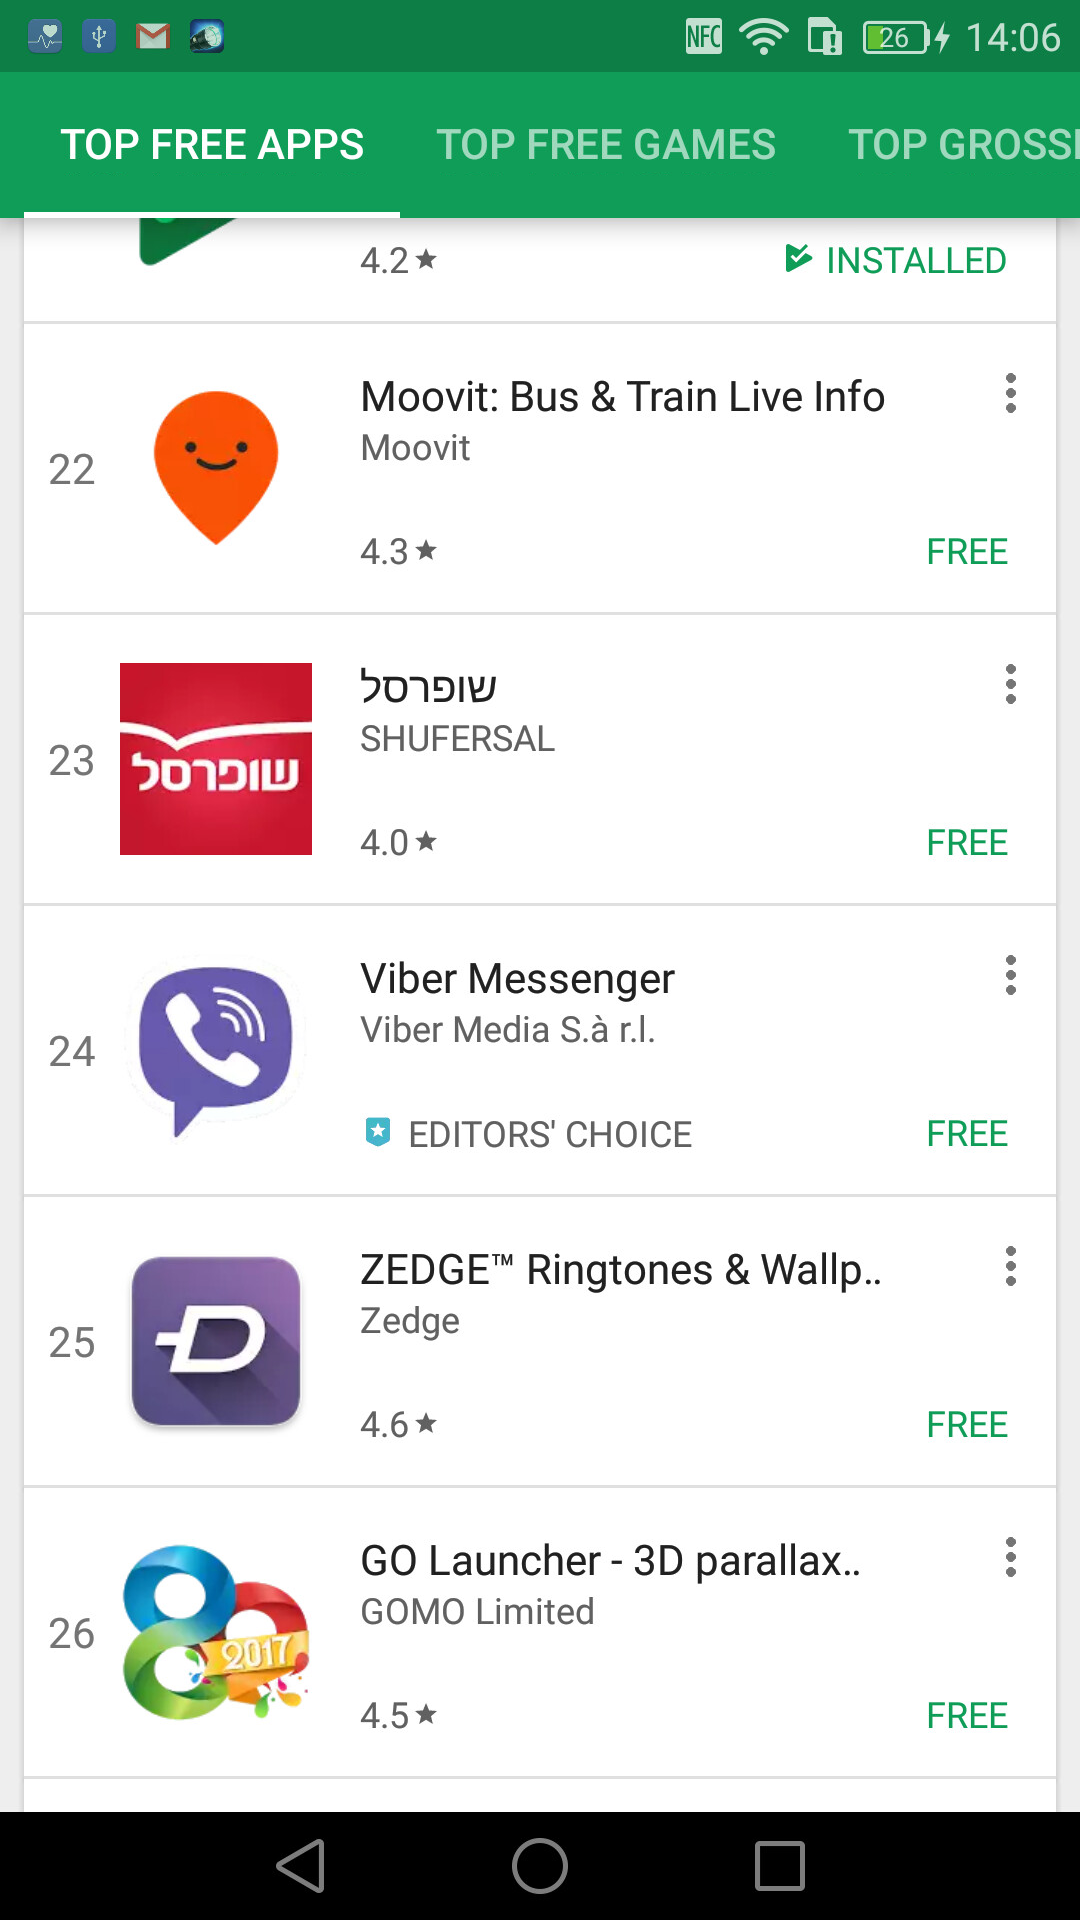 NFC 26 14:06
TOP FREE APPS TOP FREE GAMES TOP GROSSI
4.2 INSTALLED
22
Moovit: Bus & Train Live Info
Moovit
4.3 FREE
23
שופרסל
שופרסל
SHUFERSAL
4.0 FREE
24
Viber Messenger
Viber Media S.à r.l.
EDITORS' CHOICE FREE
25
ZEDGE™ Ringtones & Wallp..
Zedge
4.6 FREE
26
2017
GO Launcher - 3D parallax..
GOMO Limited
4.5 FREE